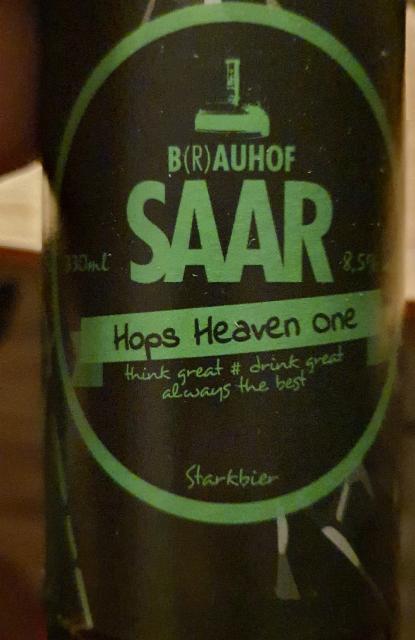 B(R)AUHOF
SAAR
330ml 8,5%
Hops Heaven one
think great # drink great
always the best
Starkbier